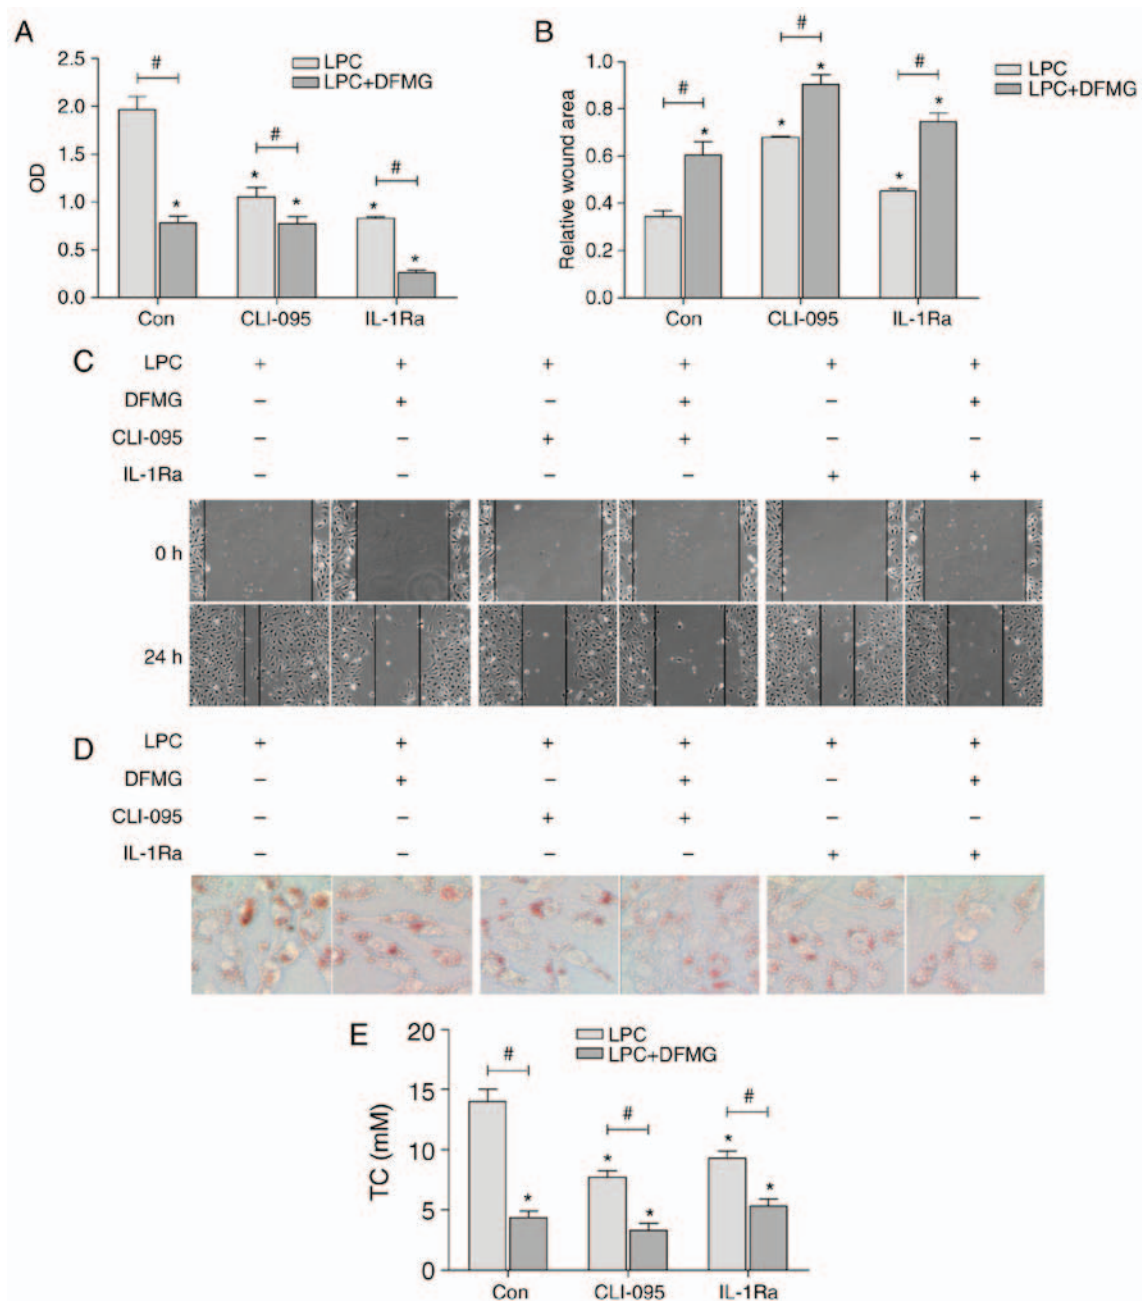 A
OD
2.5
2.0
1.5
1.0
0.5
0.0
LPC
LPC+DFMG
#
#
#
*
*
*
*
*
Con
CLI-095
IL-1Ra
B
Relative wound area
1.0
0.8
0.6
0.4
0.2
0.0
LPC
LPC+DFMG
#
#
#
*
*
*
*
*
Con
CLI-095
IL-1Ra
C
LPC + + + + + +
DFMG – + – + – +
CLI-095 – – + + – –
IL-1Ra – – – – + +
0 h
24 h
D
LPC + + + + + +
DFMG – + – + – +
CLI-095 – – + + – –
IL-1Ra – – – – + +
E
TC (mM)
20
15
10
5
0
LPC
LPC+DFMG
#
#
#
*
*
*
*
*
Con
CLI-095
IL-1Ra